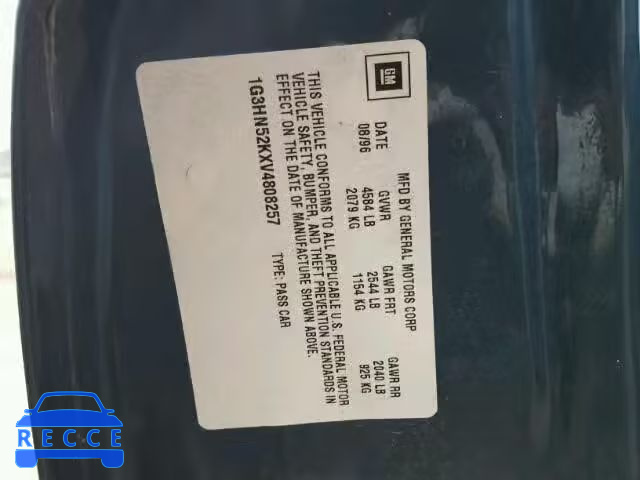 GM
MFD BY GENERAL MOTORS CORP
DATE GVWR GAWR FRT GAWR RR
08/96 4584 LB 2544 LB 2040 LB
2079 KG 1154 KG 925 KG
THIS VEHICLE CONFORMS TO ALL APPLICABLE U.S. FEDERAL MOTOR
VEHICLE SAFETY, BUMPER, AND THEFT PREVENTION STANDARDS IN
EFFECT ON THE DATE OF MANUFACTURE SHOWN ABOVE.
1G3HN52KXV4808257 TYPE: PASS CAR
RECCE